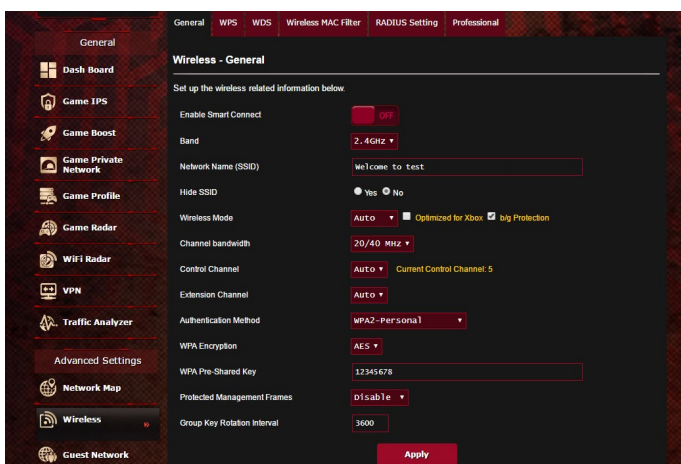 General WPS WDS Wireless MAC Filter RADIUS Setting Professional
General
Dash Board
Game IPS
Game Boost
Game Private
Network
Game Profile
Game Radar
WiFi Radar
VPN
Traffic Analyzer
Advanced Settings
Network Map
Wireless
Guest Network
Wireless - General
Set up the wireless related information below.
Enable Smart Connect OFF
Band 2.4GHz
Network Name (SSID) Welcome to test
Hide SSID Yes No
Wireless Mode Auto Optimized for Xbox b/g Protection
Channel bandwidth 20/40 MHz
Control Channel Auto Current Control Channel: 5
Extension Channel Auto
Authentication Method WPA2-Personal
WPA Encryption AES
WPA Pre-Shared Key 12345678
Protected Management Frames Disable
Group Key Rotation Interval 3600
Apply